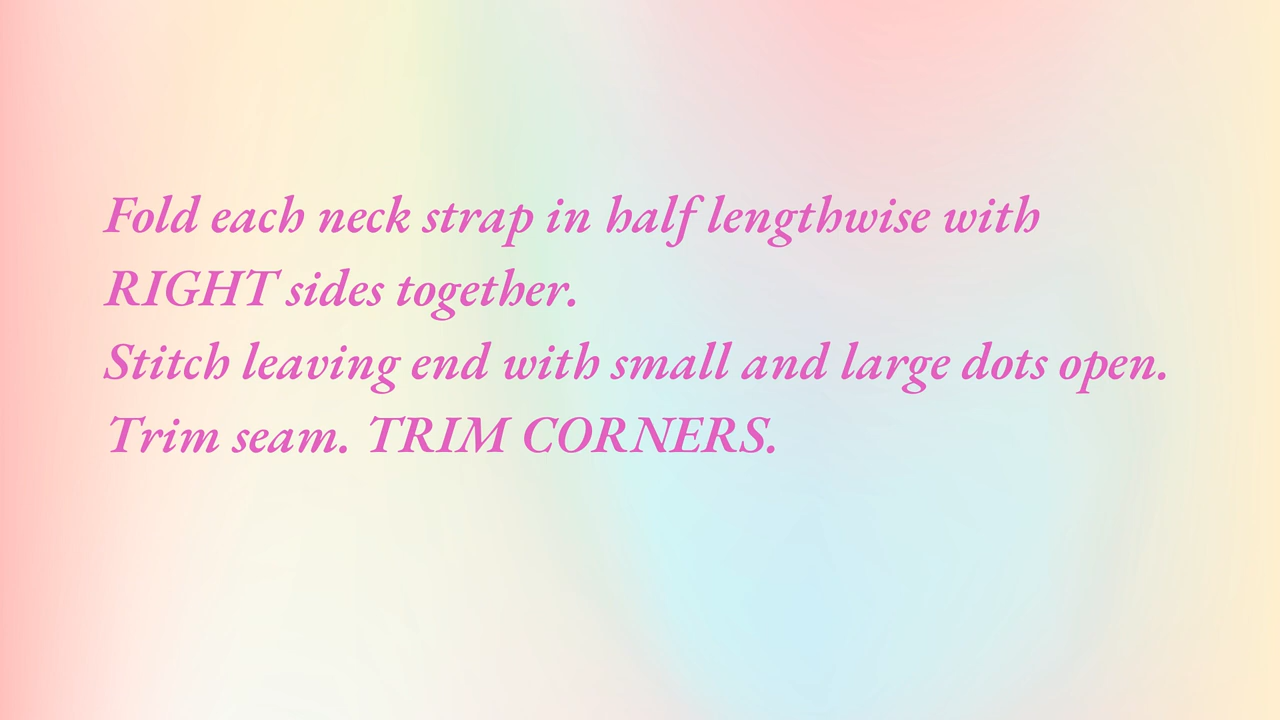 Fold each neck strap in half lengthwise with
RIGHT sides together.
Stitch leaving end with small and large dots open.
Trim seam. TRIM CORNERS.